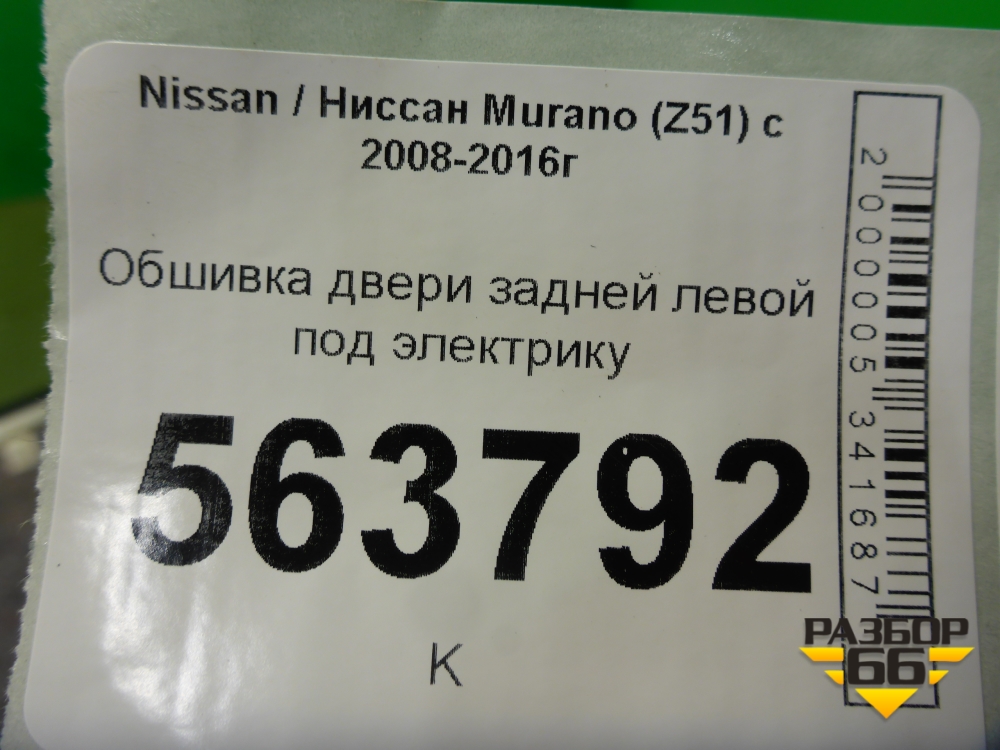 Nissan / Ниссан Murano (Z51) с
2008-2016г
Обшивка двери задней левой
под электрику
563792
К
2000005341687
РАЗБОР
66